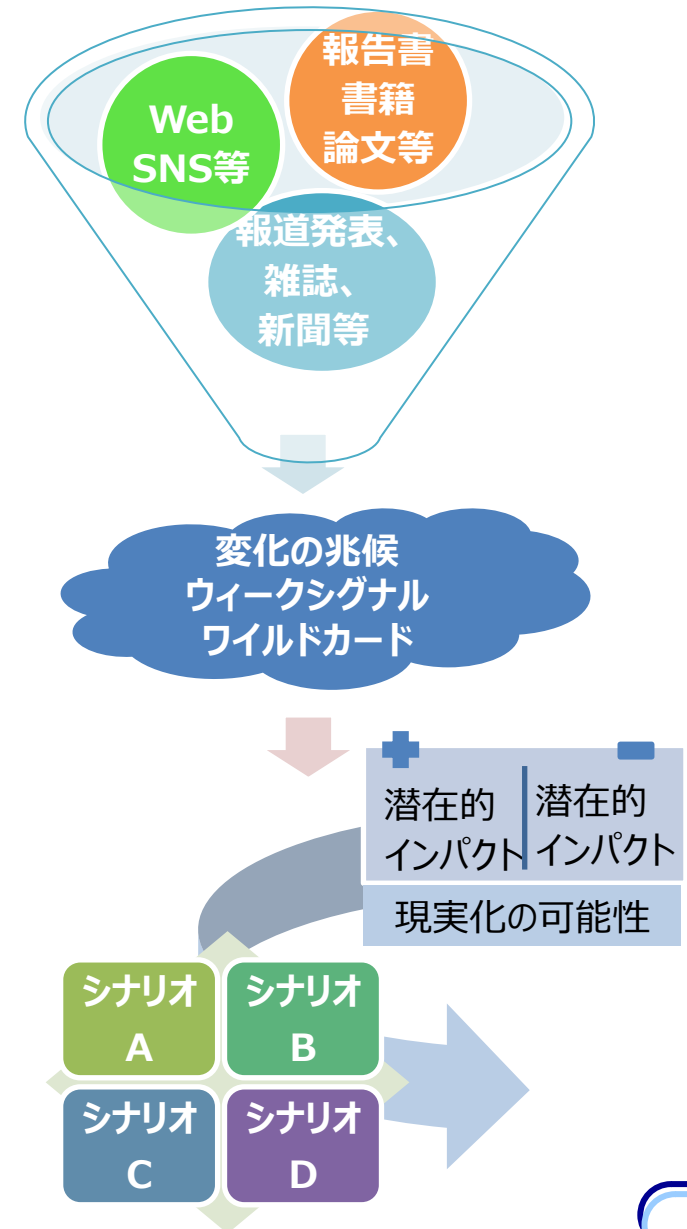 報告書
書籍
論文等
Web
SNS等
報道発表、
雑誌、
新聞等
変化の兆候
ウィークシグナル
ワイルドカード
潜在的
インパクト
潜在的
インパクト
現実化の可能性
シナリオ
A
シナリオ
B
シナリオ
C
シナリオ
D